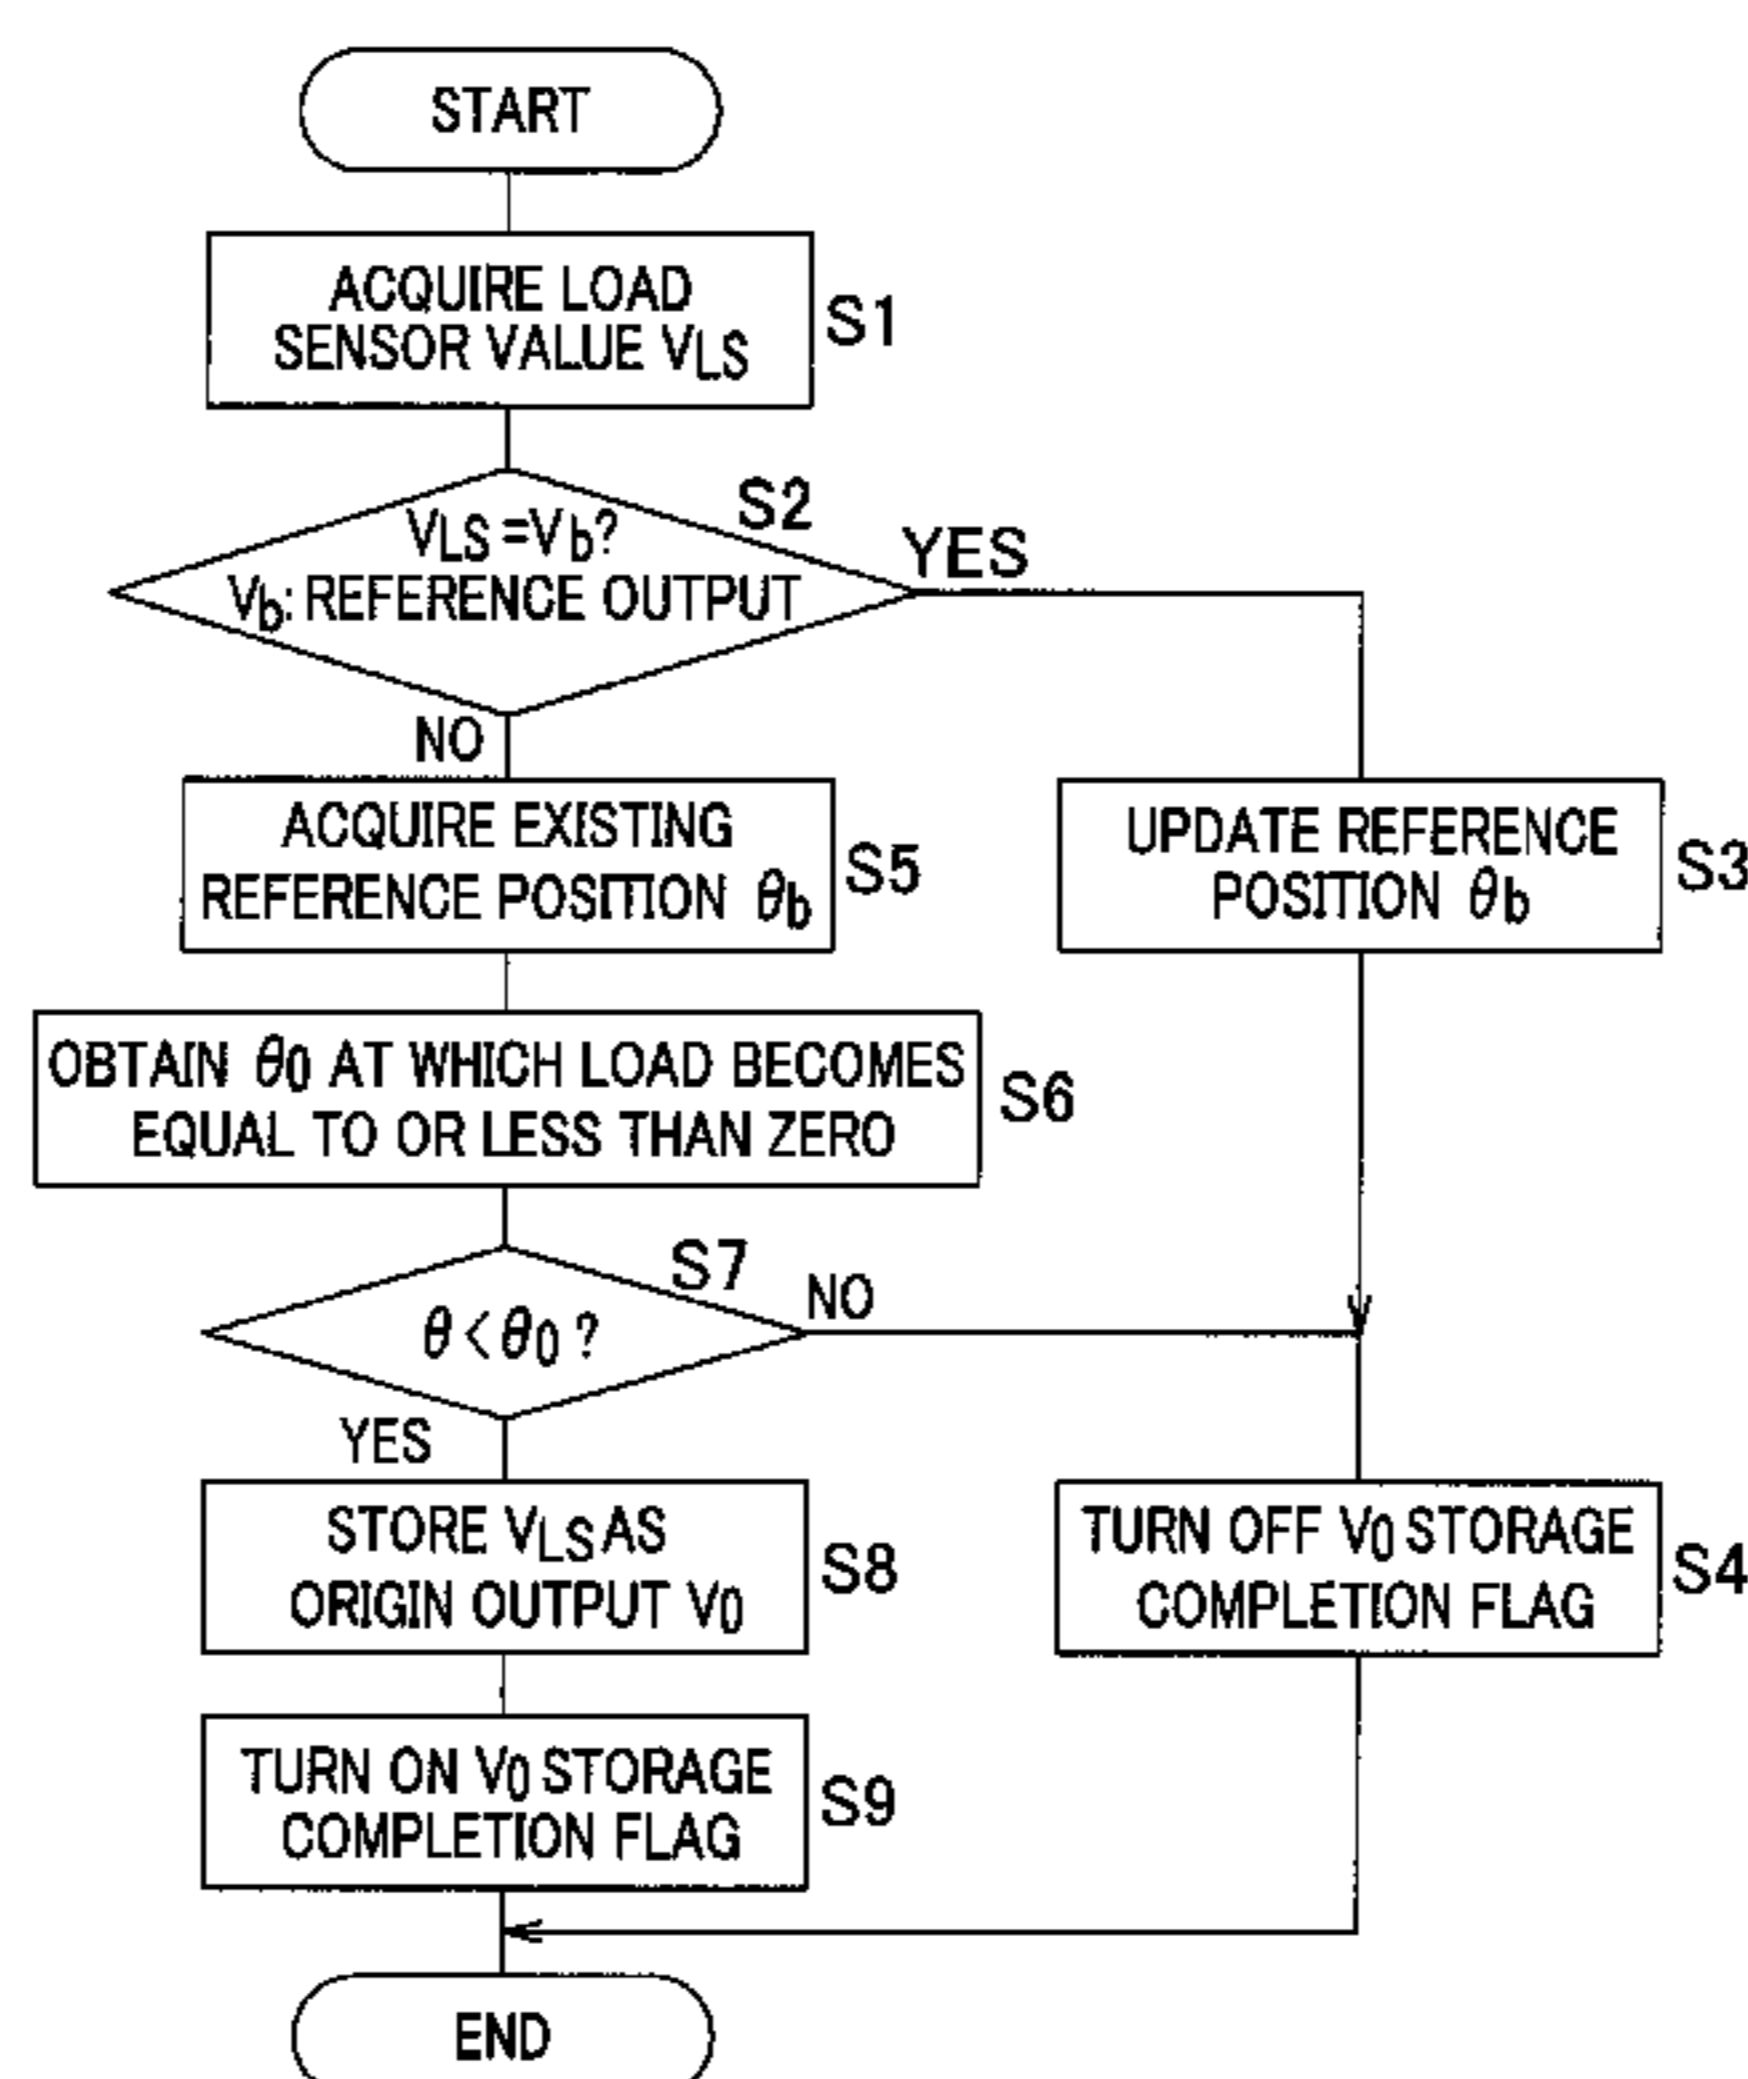 START
ACQUIRE LOAD
SENSOR VALUE VLS
S1
S2
VLS=Vb?
Vb: REFERENCE OUTPUT
YES
NO
ACQUIRE EXISTING
REFERENCE POSITION θb
S5
UPDATE REFERENCE
POSITION θb
S3
OBTAIN θ0 AT WHICH LOAD BECOMES
EQUAL TO OR LESS THAN ZERO
S6
S7
θ<θ0?
NO
YES
STORE VLS AS
ORIGIN OUTPUT V0
S8
TURN OFF V0 STORAGE
COMPLETION FLAG
S4
TURN ON V0 STORAGE
COMPLETION FLAG
S9
END